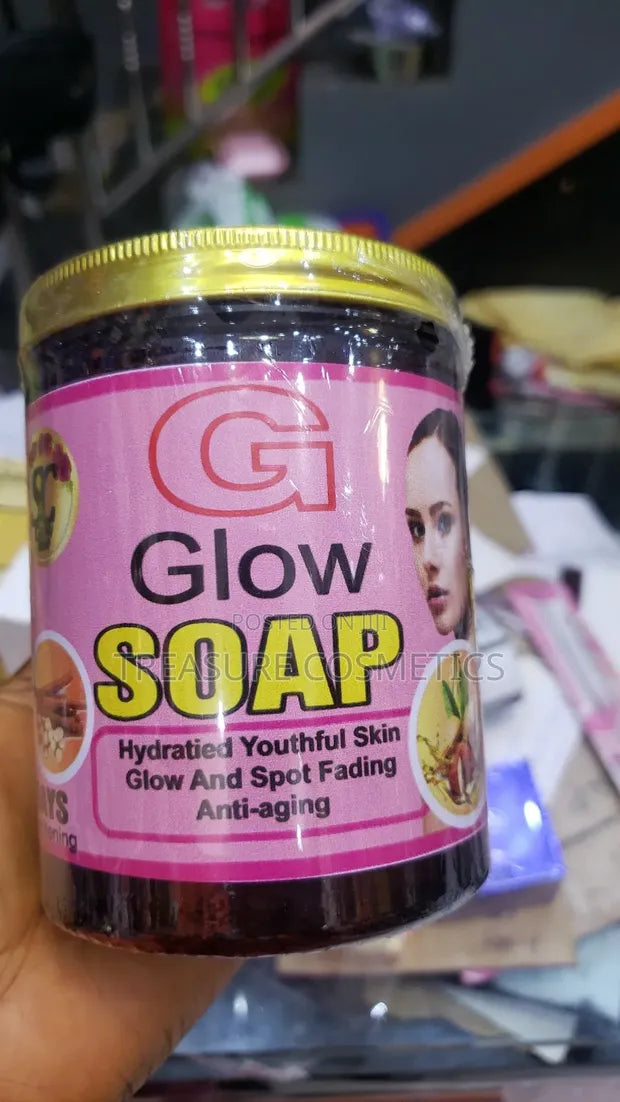 G
Glow
POSTED ON
SOAP
TREASURE COSMETICS
Hydratied Youthful Skin
Glow And Spot Fading
Anti-aging